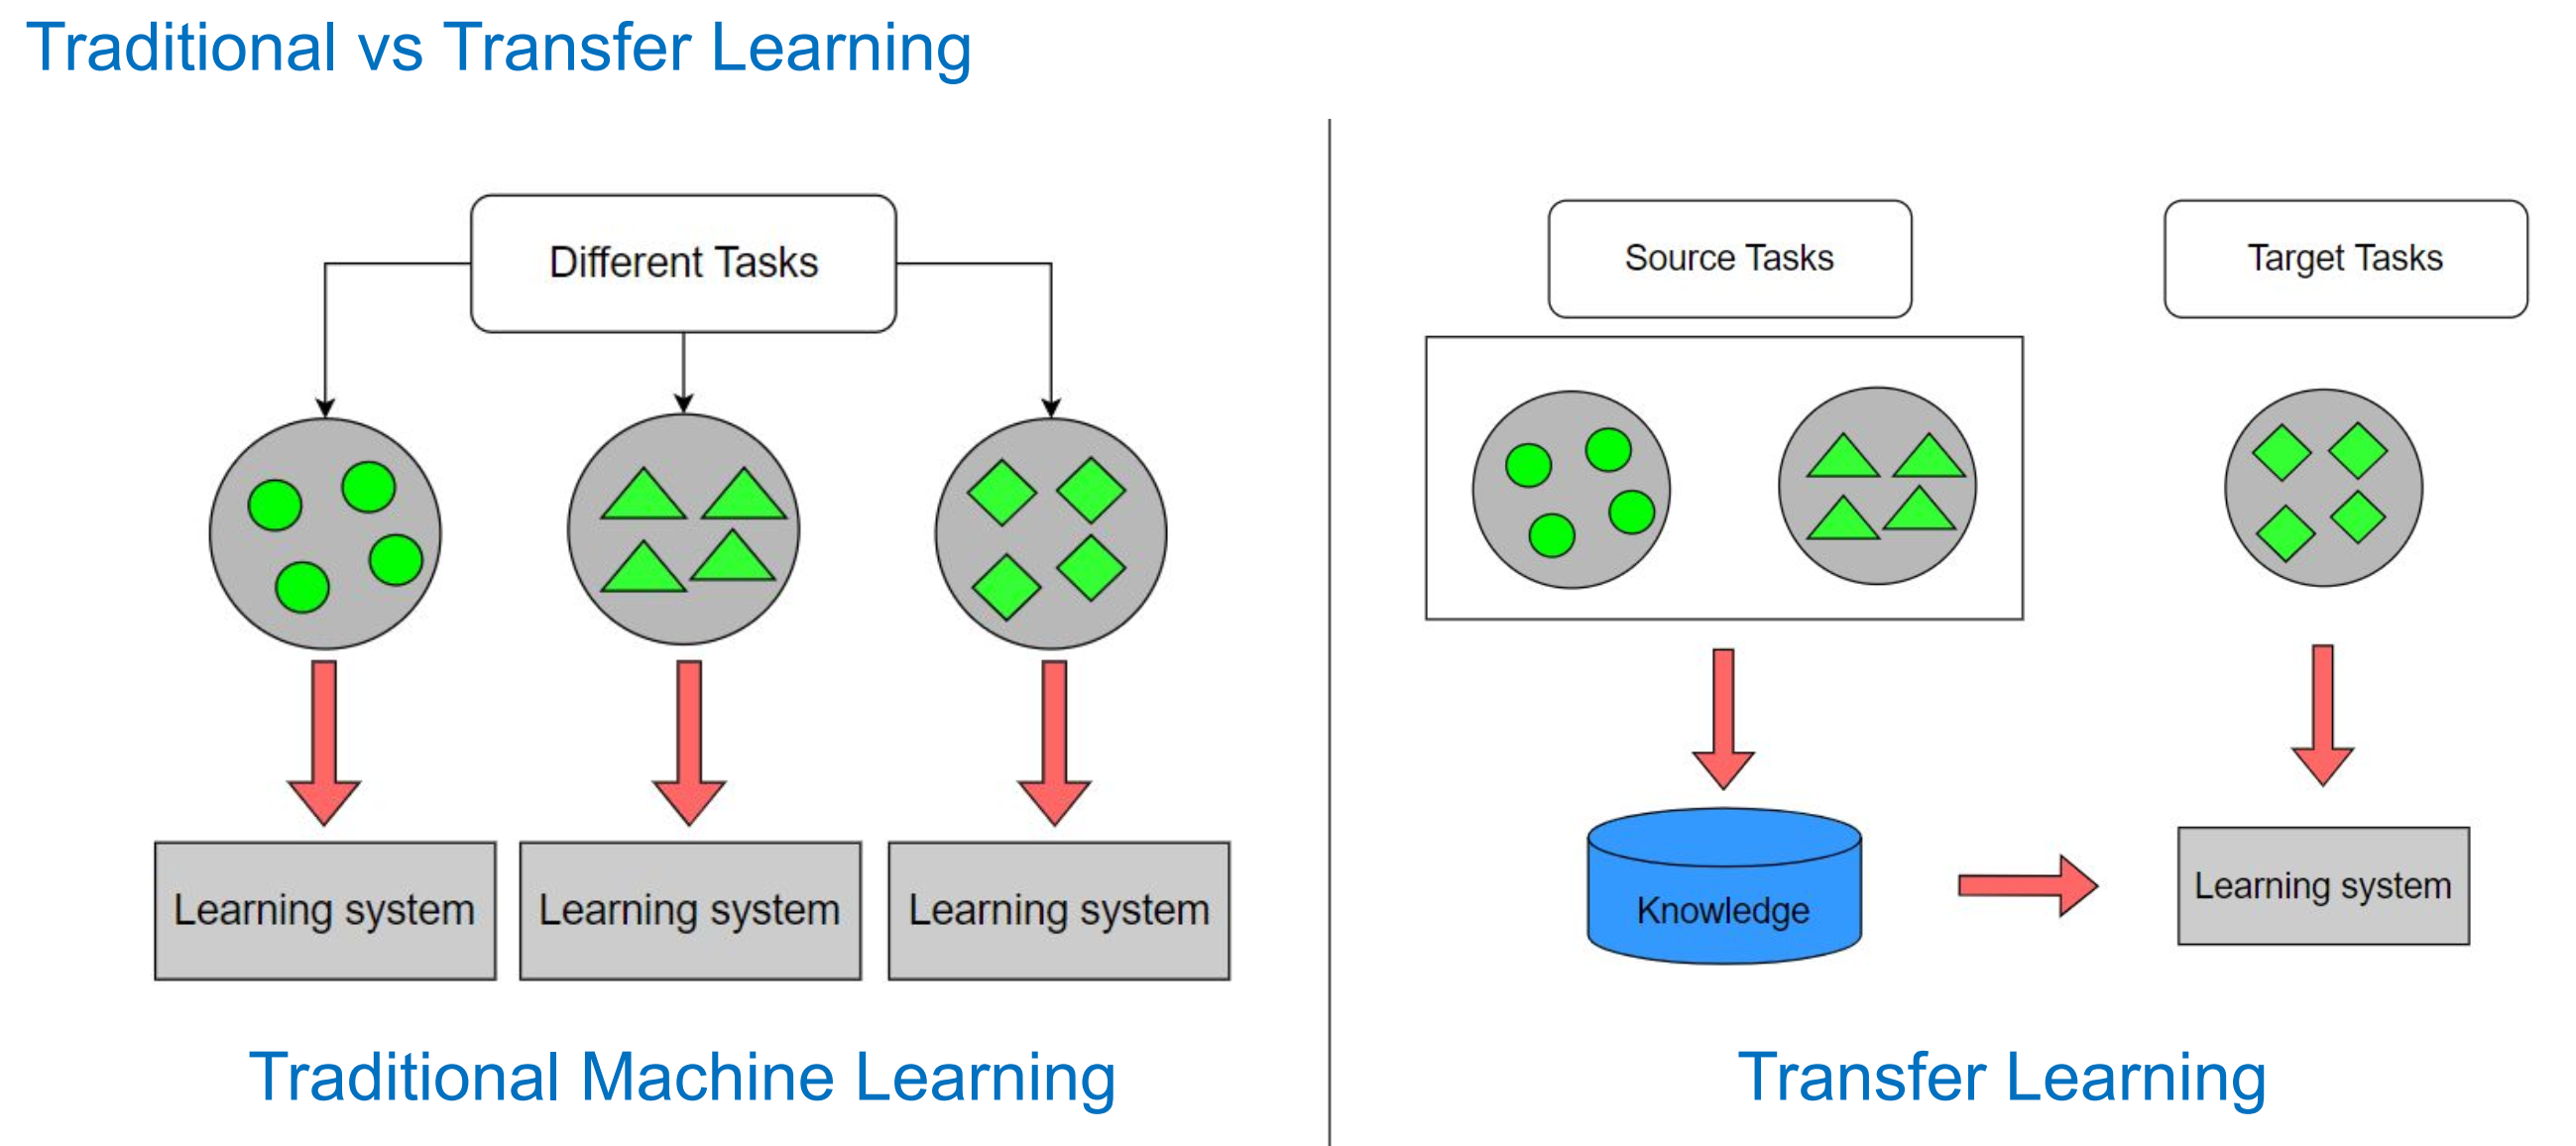 Traditional vs Transfer Learning
Different Tasks
Learning system
Learning system
Learning system
Traditional Machine Learning
Source Tasks
Target Tasks
Knowledge
Learning system
Transfer Learning